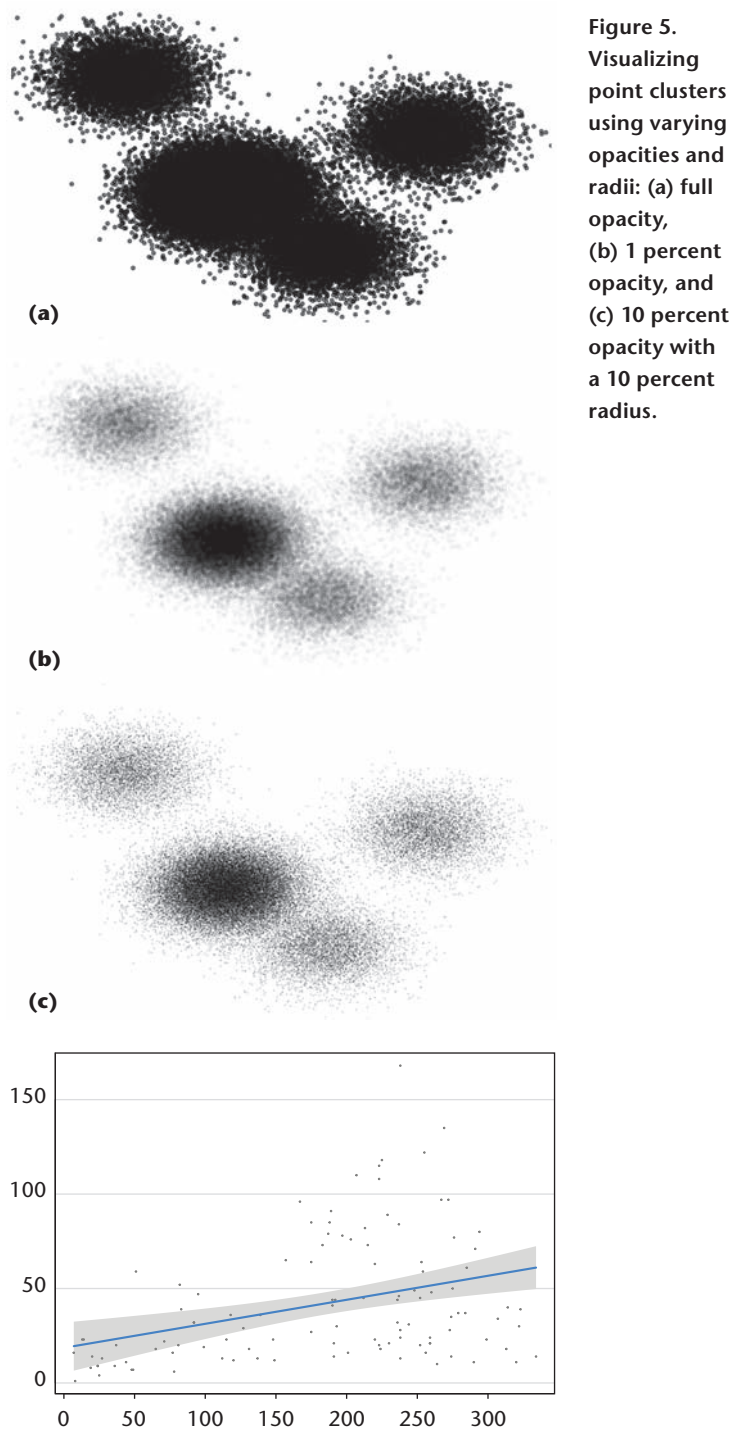 Figure 5.
Visualizing
point clusters
using varying
opacities and
radii: (a) full
opacity,
(b) 1 percent
opacity, and
(c) 10 percent
opacity with
a 10 percent
radius.
(a)
(b)
(c)
150
100
50
0
0 50 100 150 200 250 300